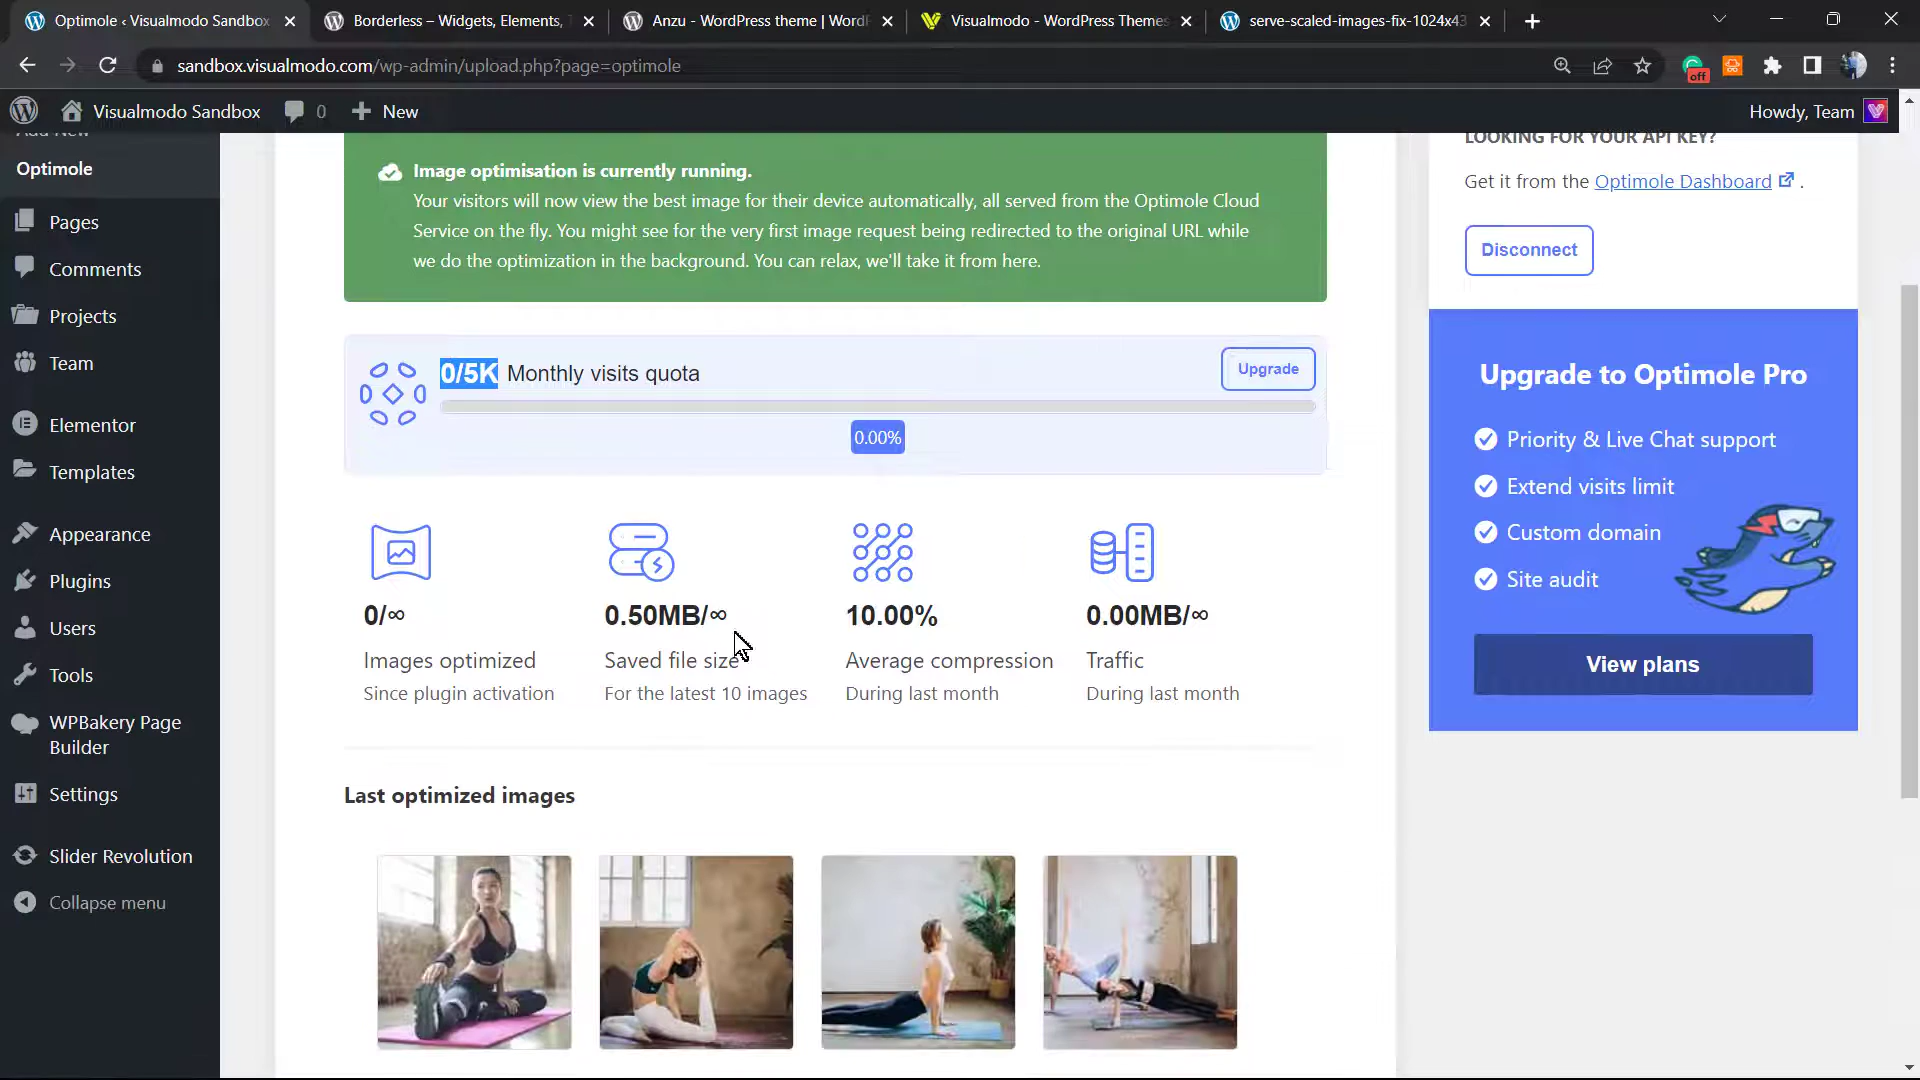 Optimole ‹ Visualmodo Sandbox
Borderless – Widgets, Elements,
Anzu - WordPress theme | Word
Visualmodo - WordPress Themes
serve-scaled-images-fix-1024x43
sandbox.visualmodo.com/wp-admin/upload.php?page=optimole
off
Visualmodo Sandbox
0
New
Howdy, Team
Add New
Optimole
Pages
Comments
Projects
Team
Elementor
Templates
Appearance
Plugins
Users
Tools
WPBakery Page
Builder
Settings
Slider Revolution
Collapse menu
Image optimisation is currently running.
Your visitors will now view the best image for their device automatically, all served from the Optimole Cloud
Service on the fly. You might see for the very first image request being redirected to the original URL while
we do the optimization in the background. You can relax, we'll take it from here.
0/5K Monthly visits quota
Upgrade
0.00%
0/∞
Images optimized
Since plugin activation
0.50MB/∞
Saved file size
For the latest 10 images
10.00%
Average compression
During last month
0.00MB/∞
Traffic
During last month
Last optimized images
LOOKING FOR YOUR API KEY?
Get it from the Optimole Dashboard .
Disconnect
Upgrade to Optimole Pro
Priority & Live Chat support
Extend visits limit
Custom domain
Site audit
View plans